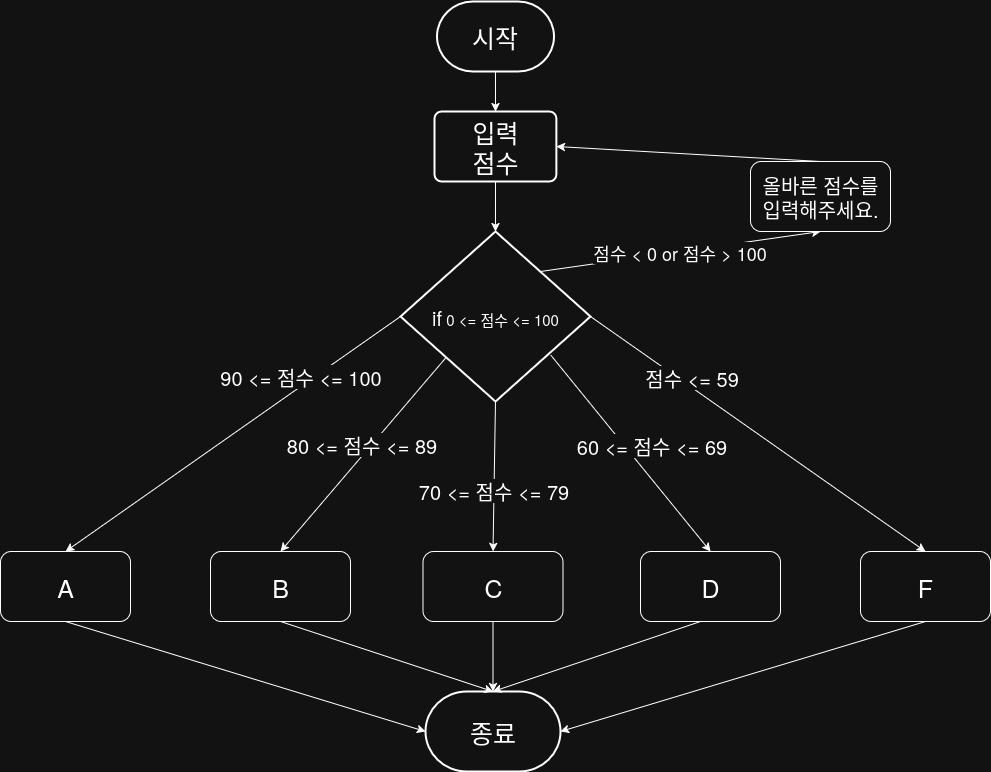 시작
입력
점수
올바른 점수를
입력해주세요.
점수 < 0 or 점수 > 100
if 0 <= 점수 <= 100
90 <= 점수 <= 100
점수 <= 59
80 <= 점수 <= 89
60 <= 점수 <= 69
70 <= 점수 <= 79
A
B
C
D
F
종료